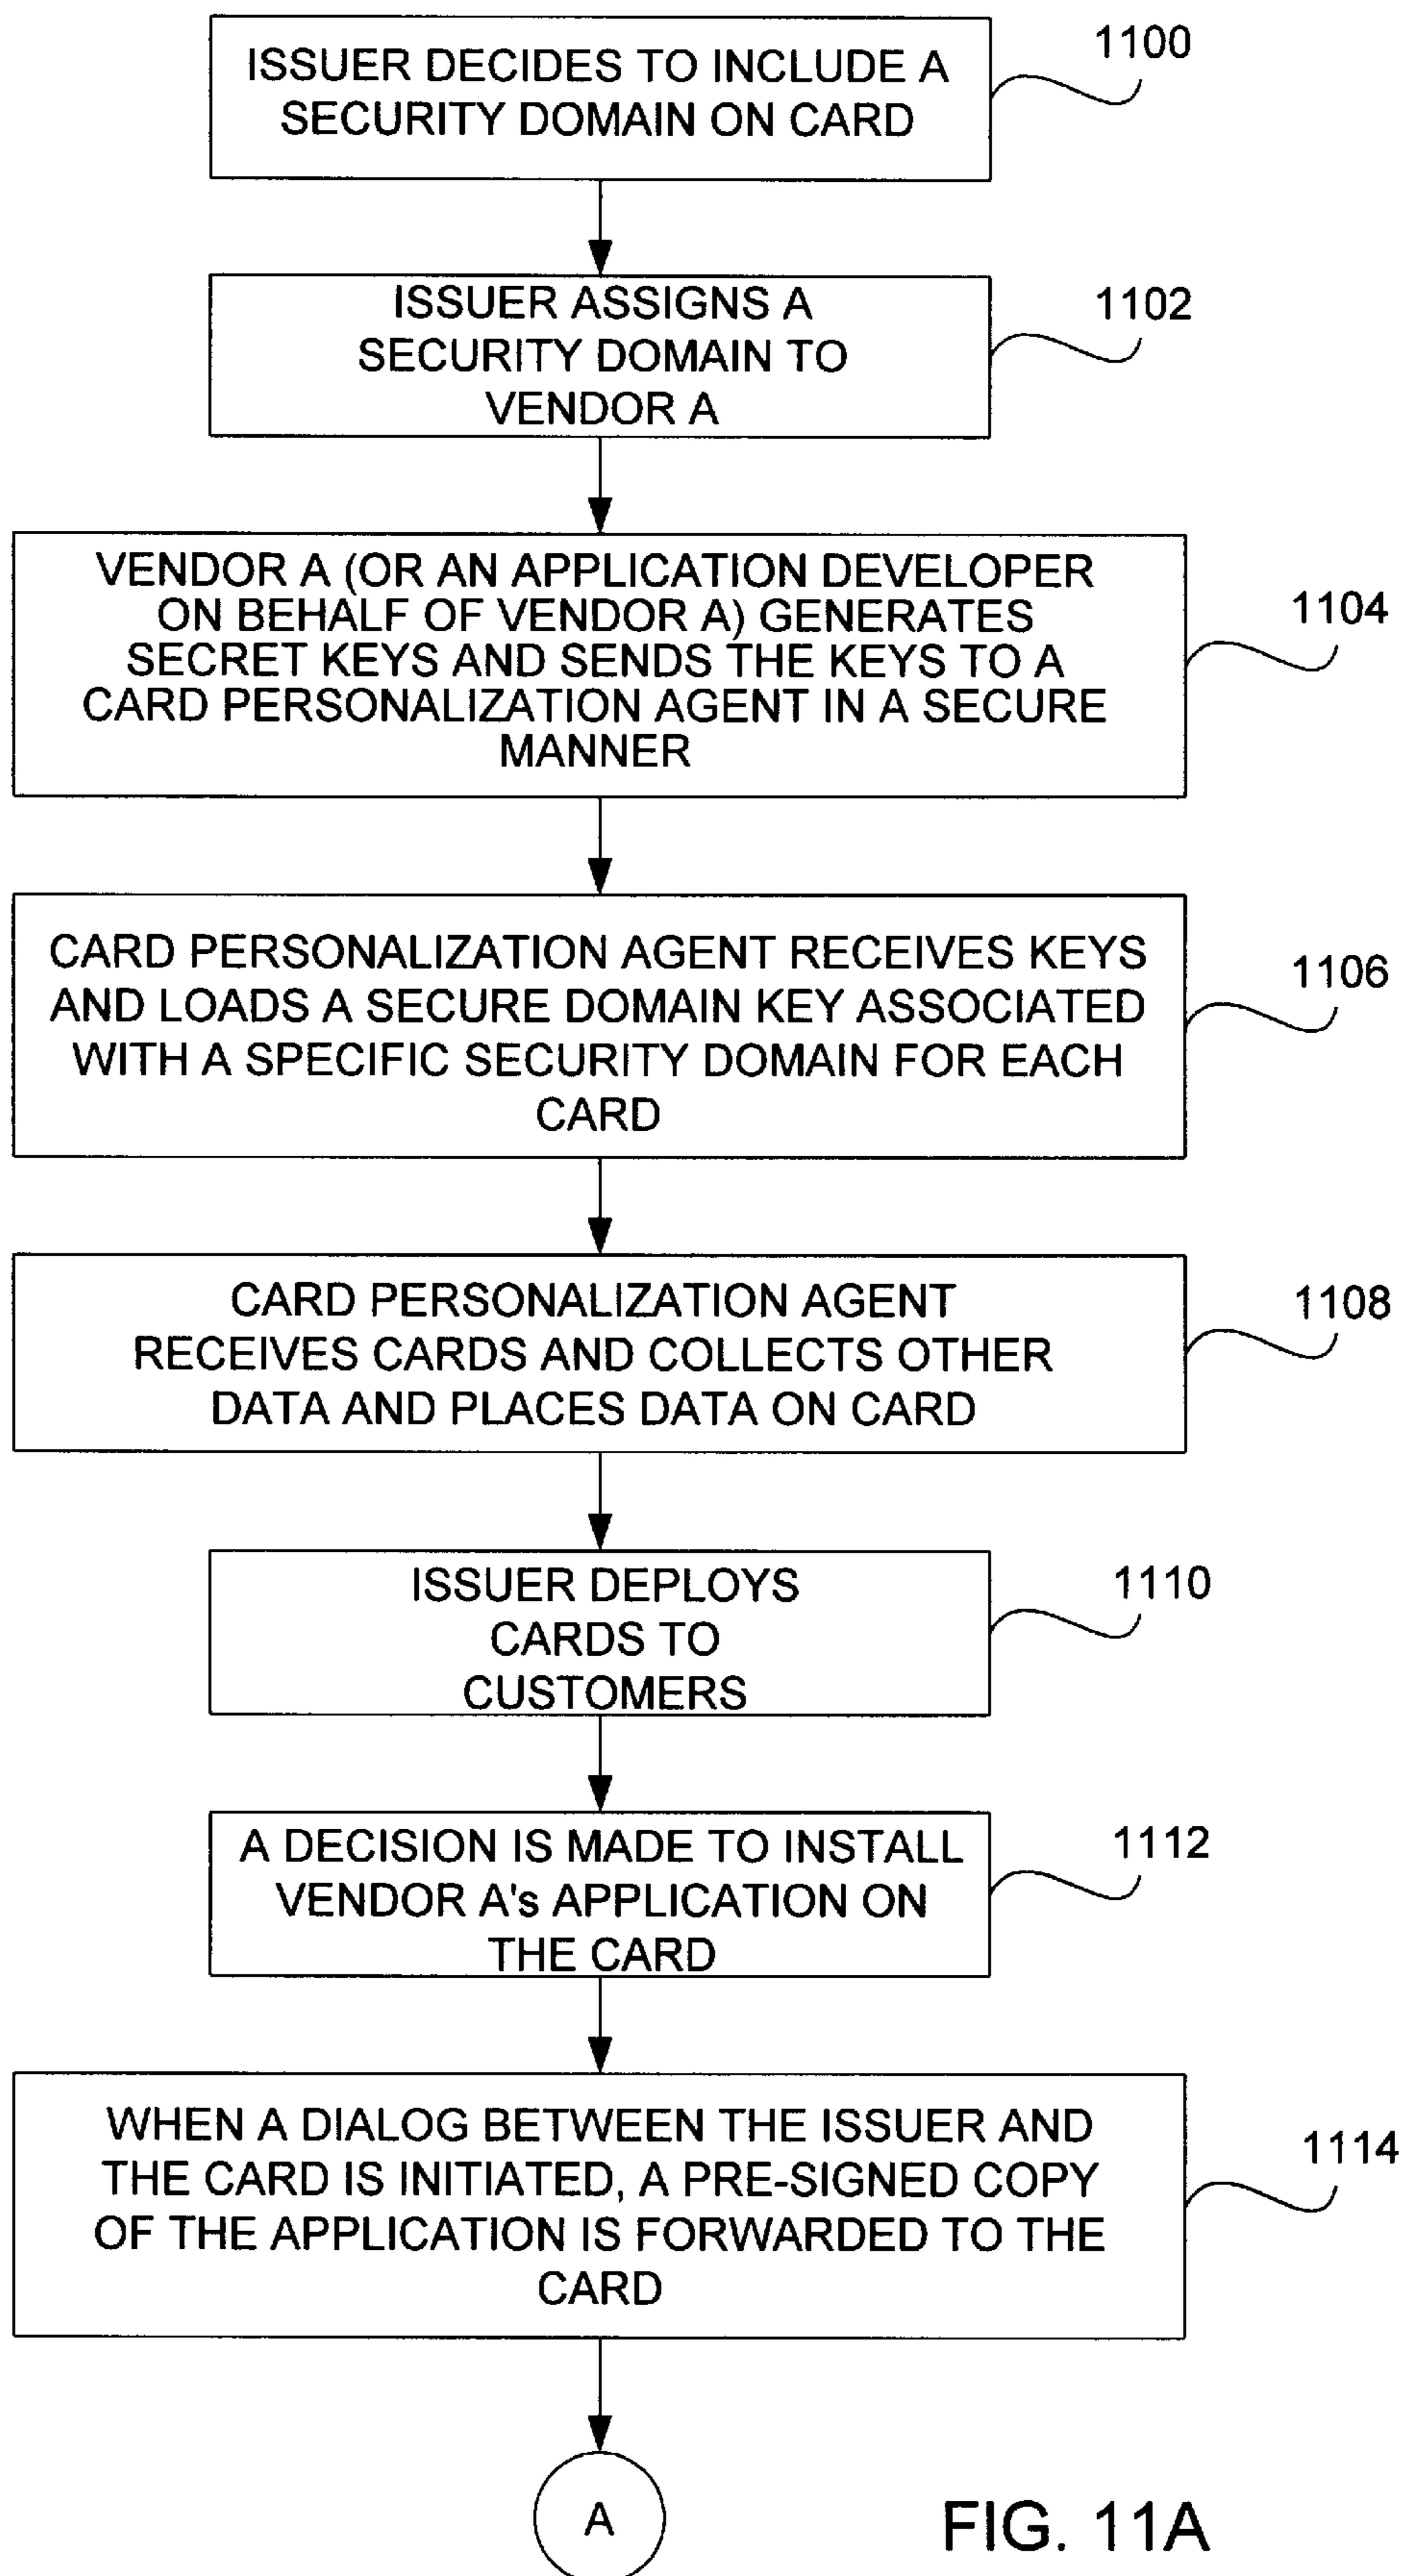 ISSUER DECIDES TO INCLUDE A
SECURITY DOMAIN ON CARD
1100
ISSUER ASSIGNS A
SECURITY DOMAIN TO
VENDOR A
1102
VENDOR A (OR AN APPLICATION DEVELOPER
ON BEHALF OF VENDOR A) GENERATES
SECRET KEYS AND SENDS THE KEYS TO A
CARD PERSONALIZATION AGENT IN A SECURE
MANNER
1104
CARD PERSONALIZATION AGENT RECEIVES KEYS
AND LOADS A SECURE DOMAIN KEY ASSOCIATED
WITH A SPECIFIC SECURITY DOMAIN FOR EACH
CARD
1106
CARD PERSONALIZATION AGENT
RECEIVES CARDS AND COLLECTS OTHER
DATA AND PLACES DATA ON CARD
1108
ISSUER DEPLOYS
CARDS TO
CUSTOMERS
1110
A DECISION IS MADE TO INSTALL
VENDOR A's APPLICATION ON
THE CARD
1112
WHEN A DIALOG BETWEEN THE ISSUER AND
THE CARD IS INITIATED, A PRE-SIGNED COPY
OF THE APPLICATION IS FORWARDED TO THE
CARD
1114
A
FIG. 11A